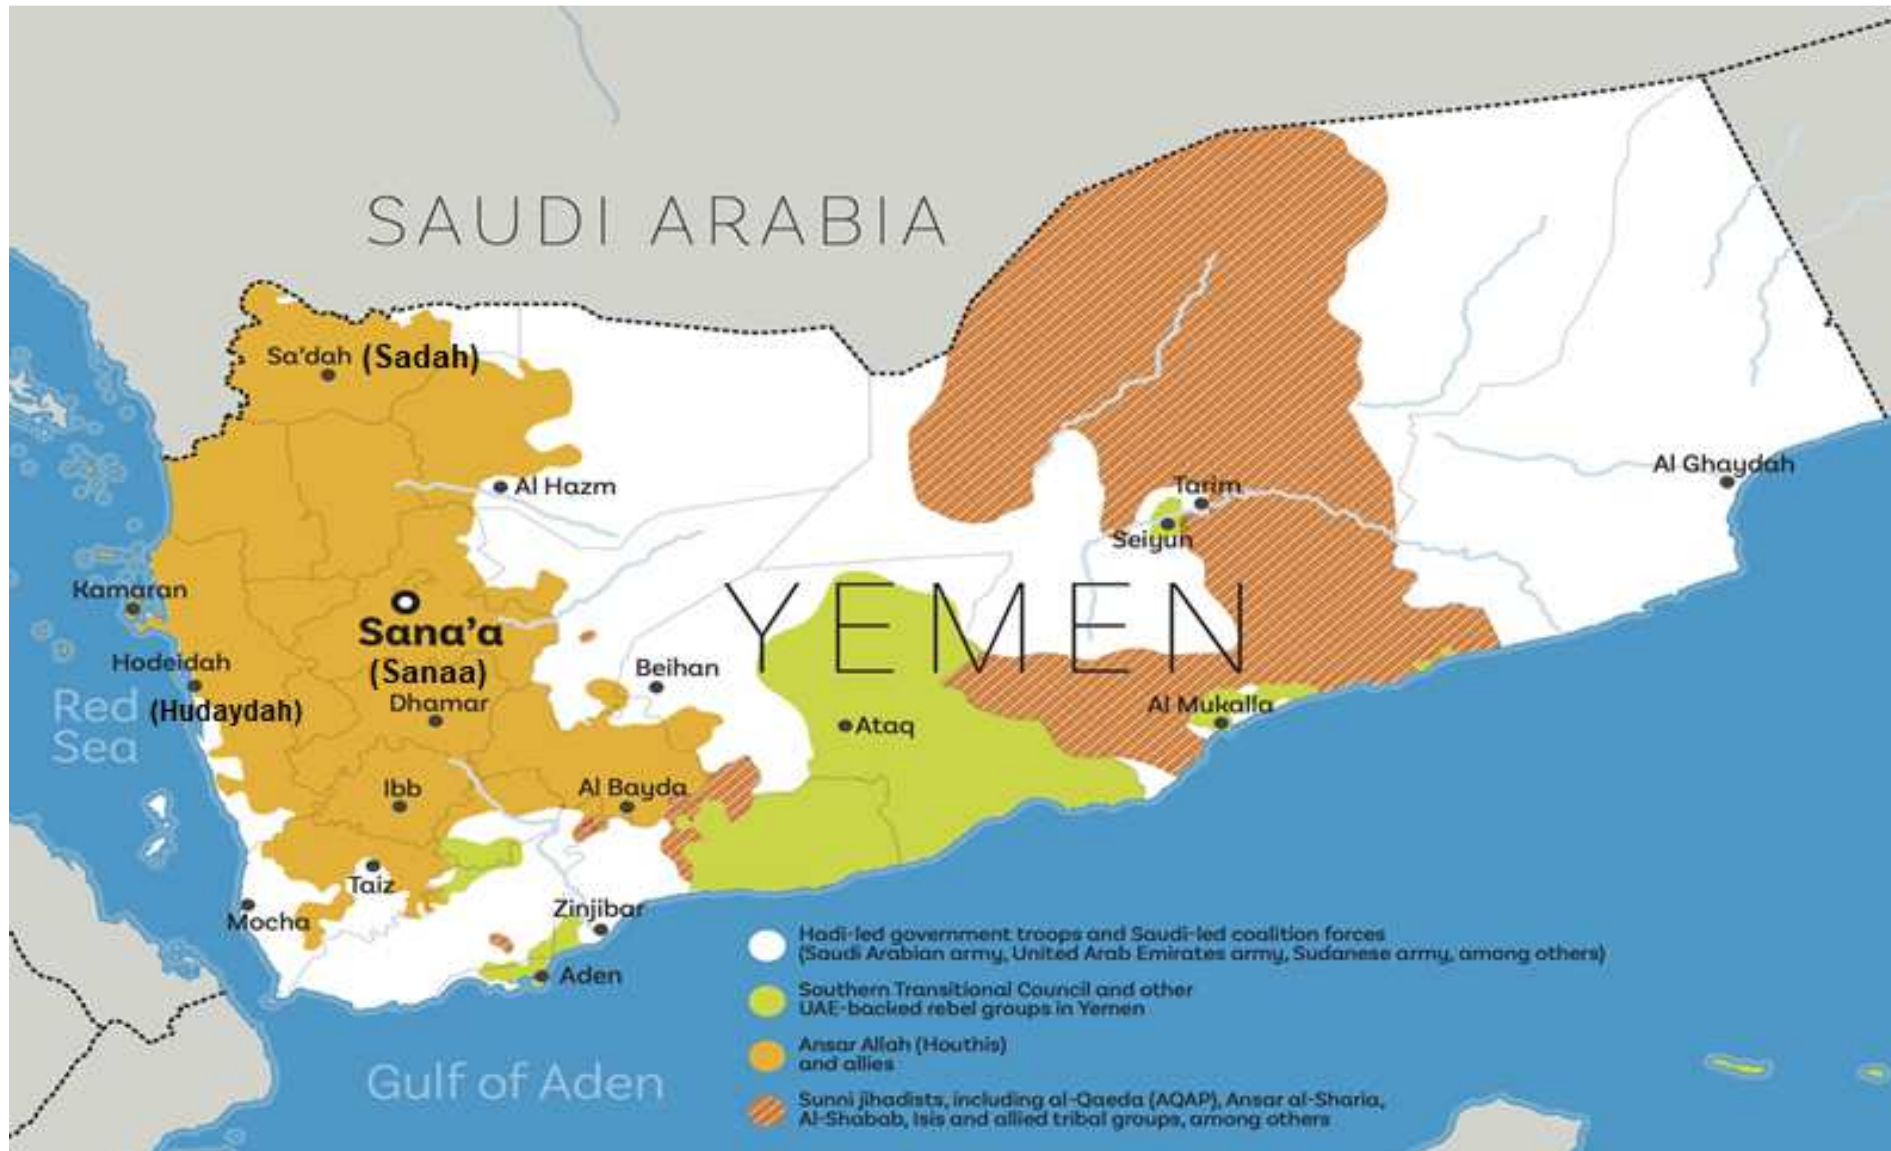 SAUDI ARABIA
Sa'dah (Sadah)
Al Hazm
Tarim
Al Ghaydah
Seiyun
Kamaran
YEMEN
Sana'a
(Sanaa)
Hodeidah
Beihan
Red
Sea
(Hudaydah)
Dhamar
Al Mukalla
Ataq
Ibb
Al Bayda
Taiz
Mocha
Zinjibar
Aden
Gulf of Aden
Hadi-led government troops and Saudi-led coalition forces
(Saudi Arabian army, United Arab Emirates army, Sudanese army, among others)
Southern Transitional Council and other
UAE-backed rebel groups in Yemen
Ansar Allah (Houthis)
and allies
Sunni jihadists, including al-Qaeda (AQAP), Ansar al-Sharia,
Al-Shabab, Isis and allied tribal groups, among others